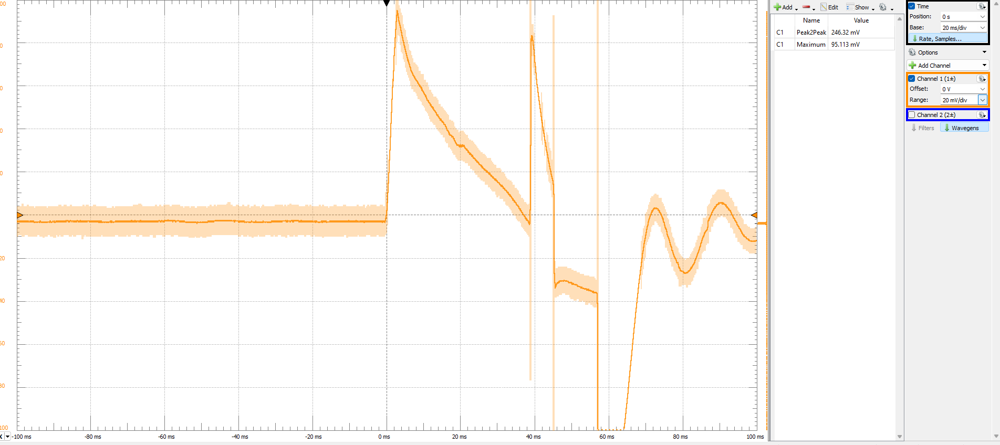 00
0
0
0
0
20
40
60
80
100
X
-100 ms
-80 ms
-60 ms
-40 ms
-20 ms
0 ms
20 ms
40 ms
60 ms
80 ms
100 ms
Add
Edit
Show
Name Value
C1 Peak2Peak 246.32 mV
C1 Maximum 95.113 mV
Time
Position: 0 s
Base: 20 ms/div
Rate, Samples...
Options
Add Channel
Channel 1 (1±)
Offset: 0 V
Range: 20 mV/div
Channel 2 (2±)
Filters Wavegens